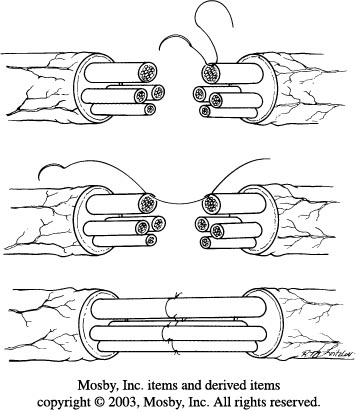 Mosby, Inc. items and derived items
copyright © 2003, Mosby, Inc. All rights reserved.